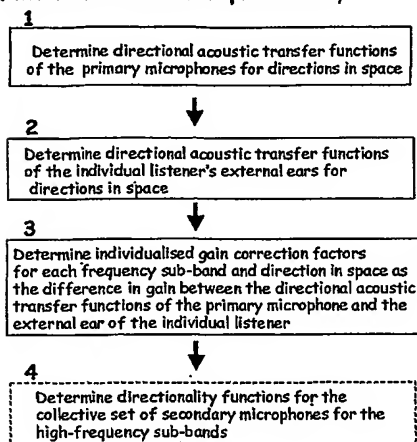 1
Determine directional acoustic transfer functions
of the primary microphones for directions in space
2
Determine directional acoustic transfer functions
of the individual listener's external ears for
directions in space
3
Determine individualised gain correction factors
for each frequency sub-band and direction in space as
the difference in gain between the directional acoustic
transfer functions of the primary microphone and the
external ear of the individual listener
4
Determine directionality functions for the
collective set of secondary microphones for the
high-frequency sub-bands